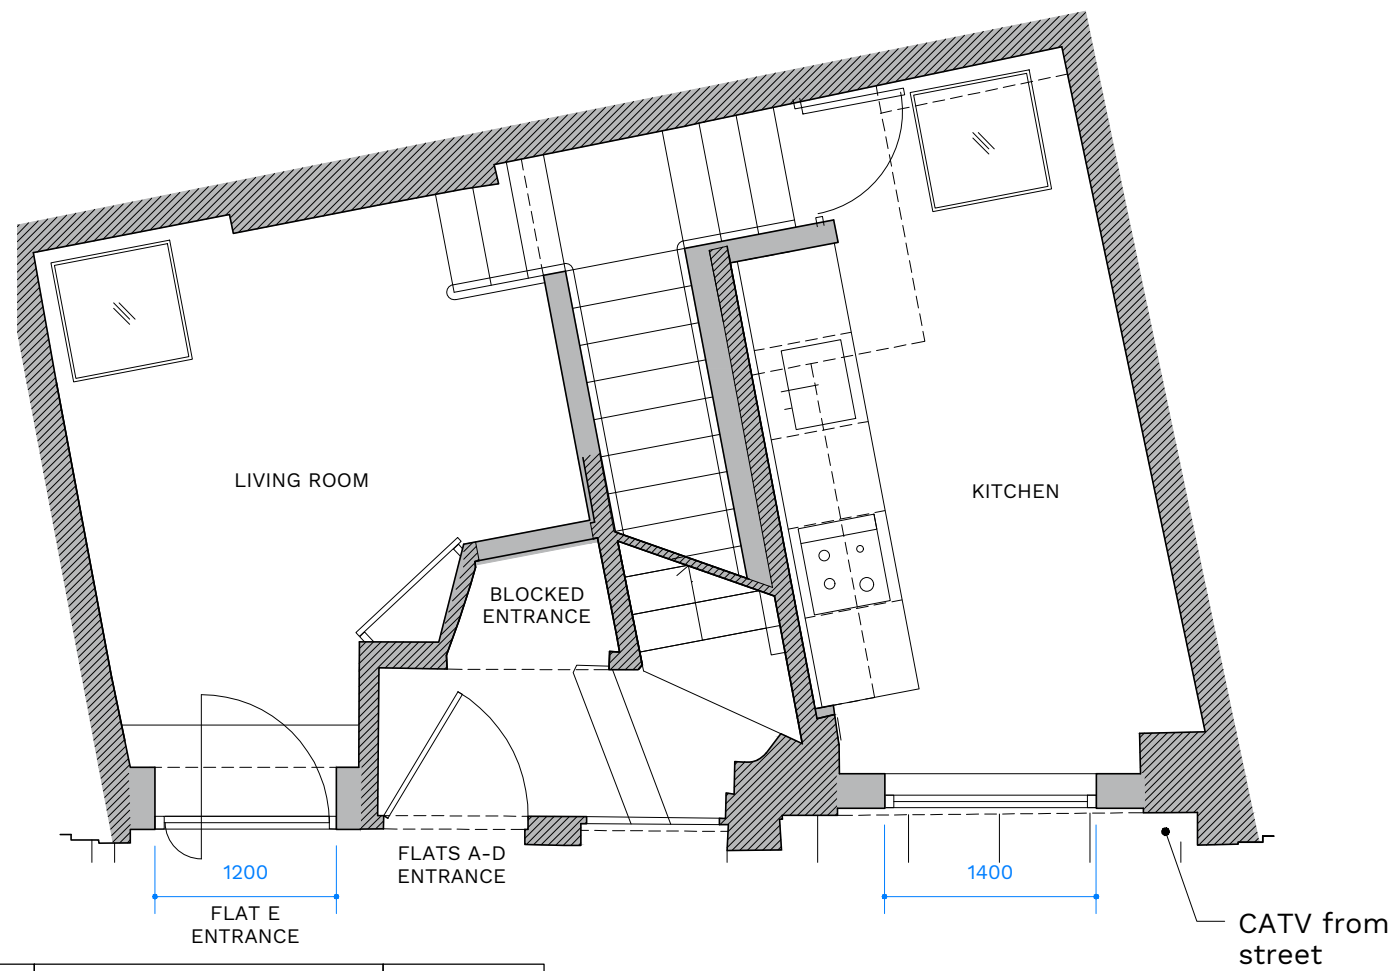 LIVING ROOM
KITCHEN
BLOCKED
ENTRANCE
FLATS A-D
ENTRANCE
1200
1400
FLAT E
ENTRANCE
CATV from
street